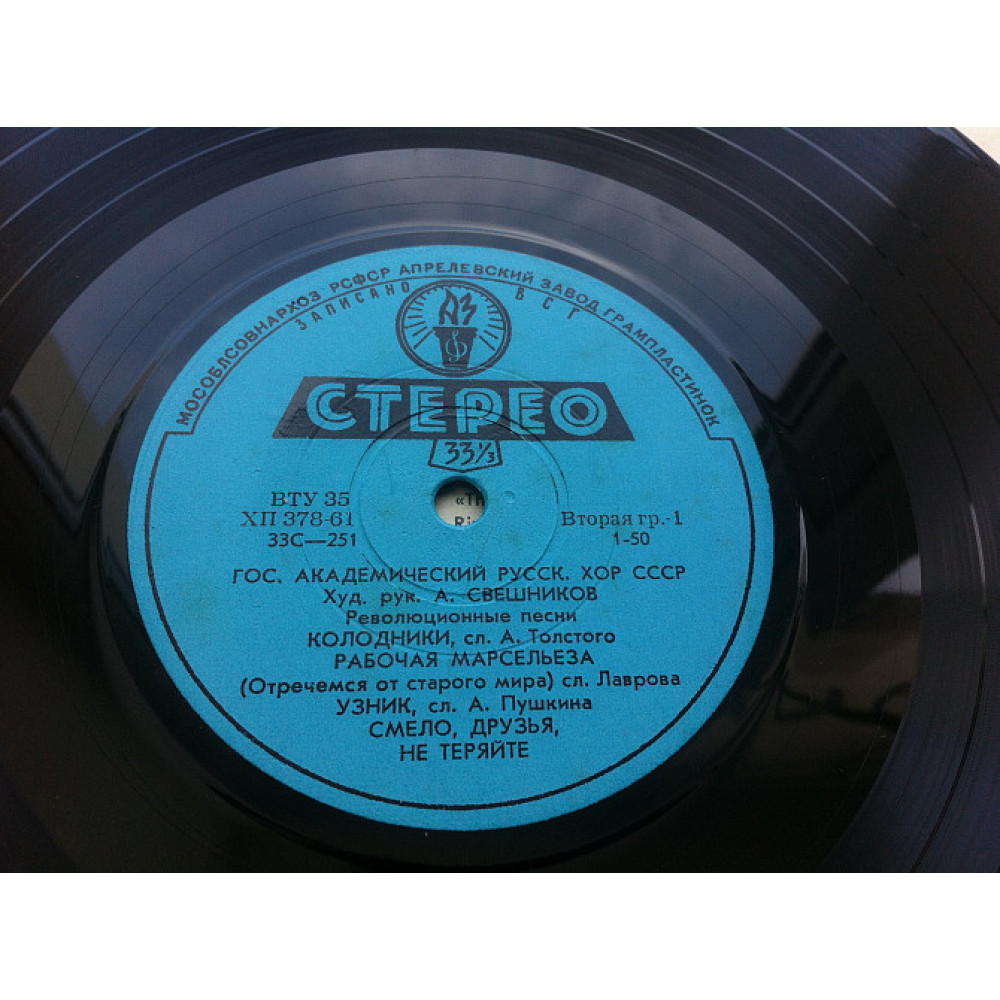 МОСОБЛСОВНАРХОЗ РСФСР АПРЕЛЕВСКИЙ ЗАВОД ГРАМПЛАСТИНОК
ЗАПИСАНО ВСГ
АЗ
СТЕРЕО
33⅓
ВТУ 35
ХП 378-61
33С—251
Вторая гр.-1
1-50
ГОС. АКАДЕМИЧЕСКИЙ РУССК. ХОР СССР
Худ. рук. А. СВЕШНИКОВ
Революционные песни
КОЛОДНИКИ, сл. А. Толстого
РАБОЧАЯ МАРСЕЛЬЕЗА
(Отречемся от старого мира) сл. Лаврова
УЗНИК, сл. А. Пушкина
СМЕЛО, ДРУЗЬЯ,
НЕ ТЕРЯЙТЕ